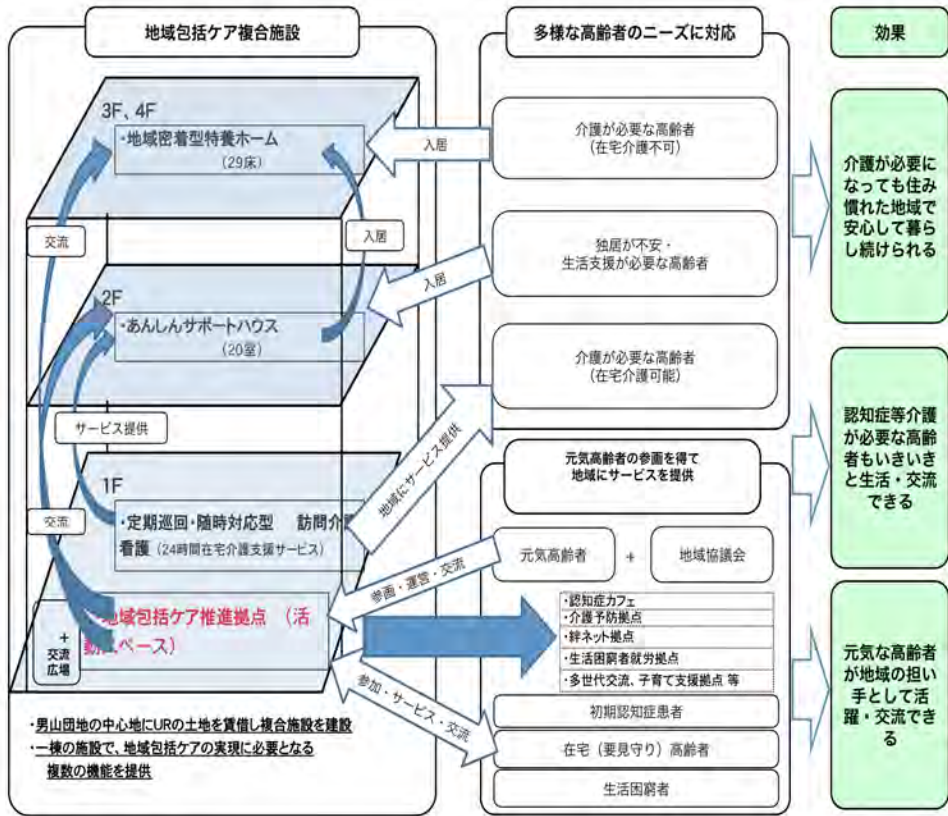 地域包括ケア複合施設
3F、4F
・地域密着型特養ホーム
（29床）
交流
入居
2F
・あんしんサポートハウス
（20室）
サービス提供
1F
交流
・定期巡回・随時対応型 訪問介
看護（24時間在宅介護支援サービス）
地域包括ケア推進拠点 （活
動スペース）
+
交流
広場
・男山団地の中心地にURの土地を賃借し複合施設を建設
・一棟の施設で、地域包括ケアの実現に必要となる
複数の機能を提供
多様な高齢者のニーズに対応
入居
介護が必要な高齢者
（在宅介護不可）
入居
独居が不安・
生活支援が必要な高齢者
介護が必要な高齢者
（在宅介護可能）
地域にサービス提供
元気高齢者の参画を得て
地域にサービスを提供
元気高齢者
+
地域協議会
参画・運営・交流
・認知症カフェ
・介護予防拠点
・絆ネット拠点
・生活困窮者就労拠点
・多世代交流、子育て支援拠点 等
参加・サービス・交流
初期認知症患者
在宅（要見守り）高齢者
生活困窮者
効果
介護が必要に
なっても住み
慣れた地域で
安心して暮ら
し続けられる
認知症等介護
が必要な高齢
者もいきいき
と生活・交流
できる
元気な高齢者
が地域の担い
手として活
躍・交流でき
る